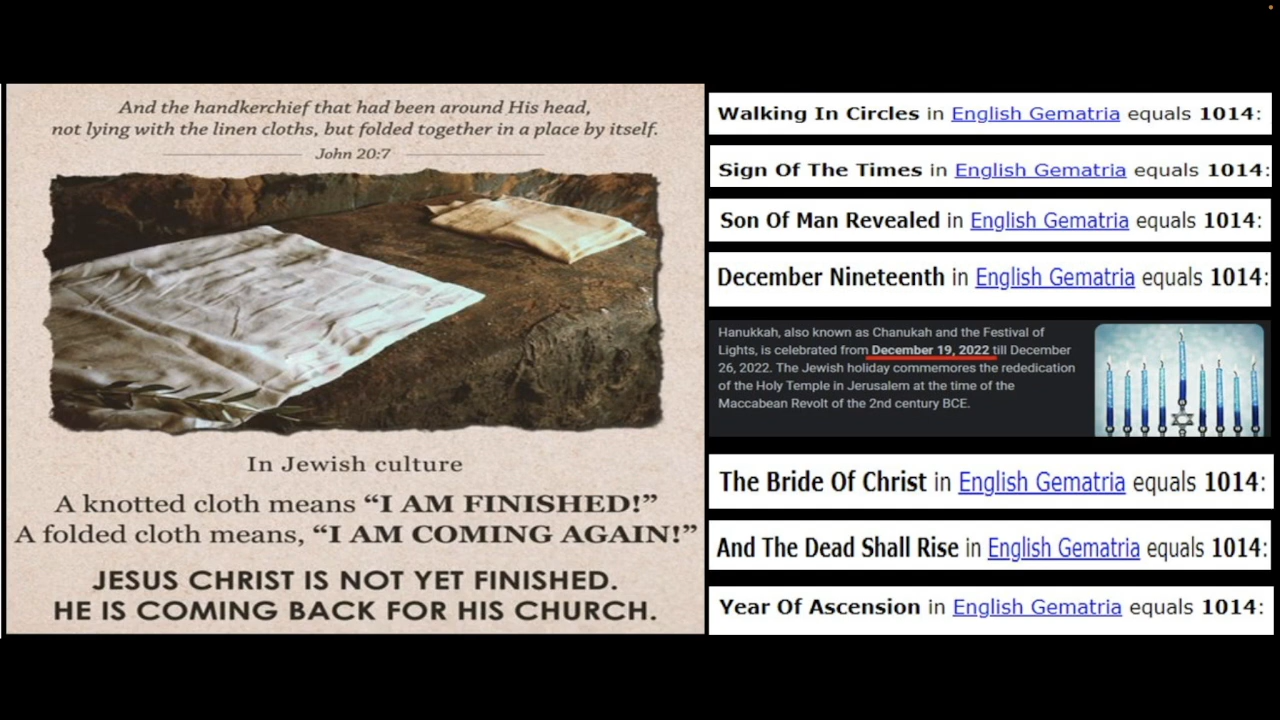 And the handkerchief that had been around His head,
not lying with the linen cloths, but folded together in a place by itself.
John 20:7
In Jewish culture
A knotted cloth means “I AM FINISHED!”
A folded cloth means, “I AM COMING AGAIN!”
JESUS CHRIST IS NOT YET FINISHED.
HE IS COMING BACK FOR HIS CHURCH.
Walking In Circles in English Gematria equals 1014:
Sign Of The Times in English Gematria equals 1014:
Son Of Man Revealed in English Gematria equals 1014:
December Nineteenth in English Gematria equals 1014:
Hanukkah, also known as Chanukah and the Festival of
Lights, is celebrated from December 19, 2022 till December
26, 2022. The Jewish holiday commemores the rededication
of the Holy Temple in Jerusalem at the time of the
Maccabean Revolt of the 2nd century BCE.
The Bride Of Christ in English Gematria equals 1014:
And The Dead Shall Rise in English Gematria equals 1014:
Year Of Ascension in English Gematria equals 1014: